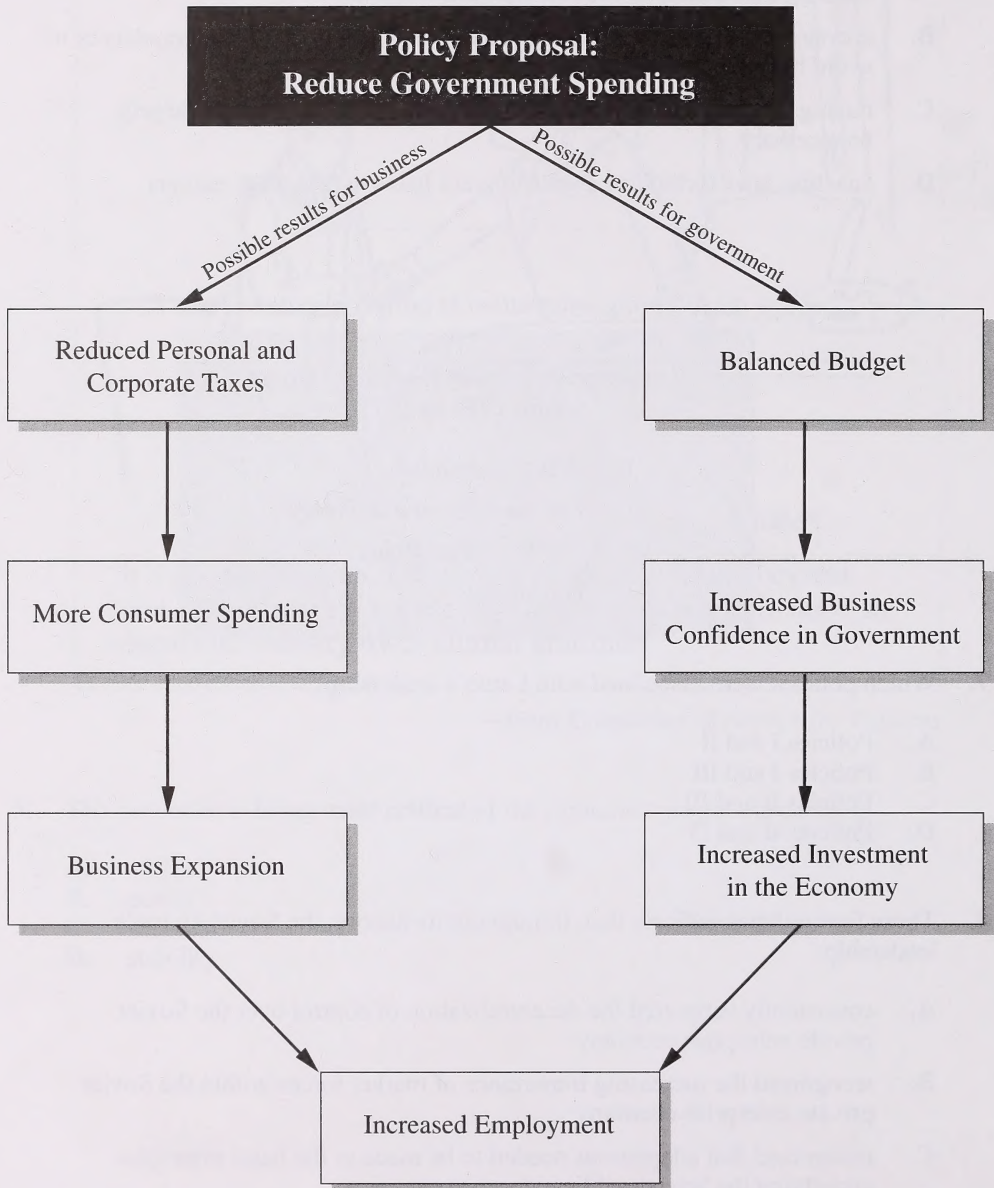 Policy Proposal:
Reduce Government Spending
Possible results for business
Possible results for government
Reduced Personal and
Corporate Taxes
Balanced Budget
More Consumer Spending
Increased Business
Confidence in Government
Business Expansion
Increased Investment
in the Economy
Increased Employment